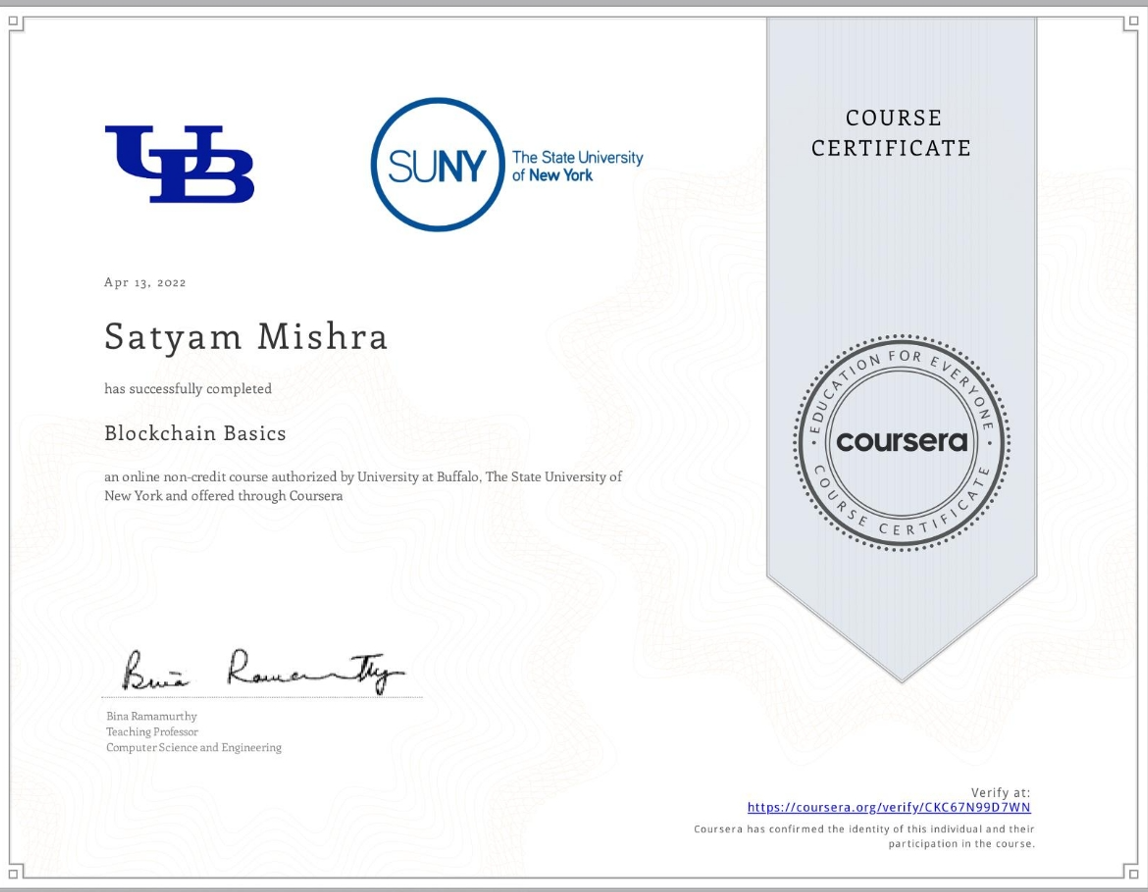 UB
SUNY
The State University
of New York
COURSE
CERTIFICATE
Apr 13, 2022
Satyam Mishra
has successfully completed
Blockchain Basics
an online non-credit course authorized by University at Buffalo, The State University of
New York and offered through Coursera
EDUCATION FOR EVERYONE
coursera
COURSE CERTIFICATE
Bina Ramamurthy
Bina Ramamurthy
Teaching Professor
Computer Science and Engineering
Verify at:
https://coursera.org/verify/CKC67N99D7WN
Coursera has confirmed the identity of this individual and their
participation in the course.